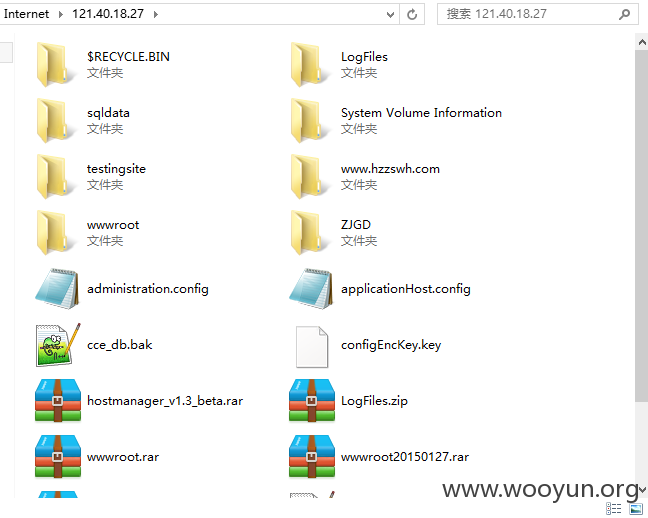 Internet
121.40.18.27
搜索 121.40.18.27
$RECYCLE.BIN
文件夹
LogFiles
文件夹
sqldata
文件夹
System Volume Information
文件夹
testingsite
文件夹
www.hzzswh.com
文件夹
wwwroot
文件夹
ZJGD
文件夹
administration.config
applicationHost.config
cce_db.bak
configEncKey.key
hostmanager_v1.3_beta.rar
LogFiles.zip
wwwroot.rar
wwwroot20150127.rar
www.wooyun.org